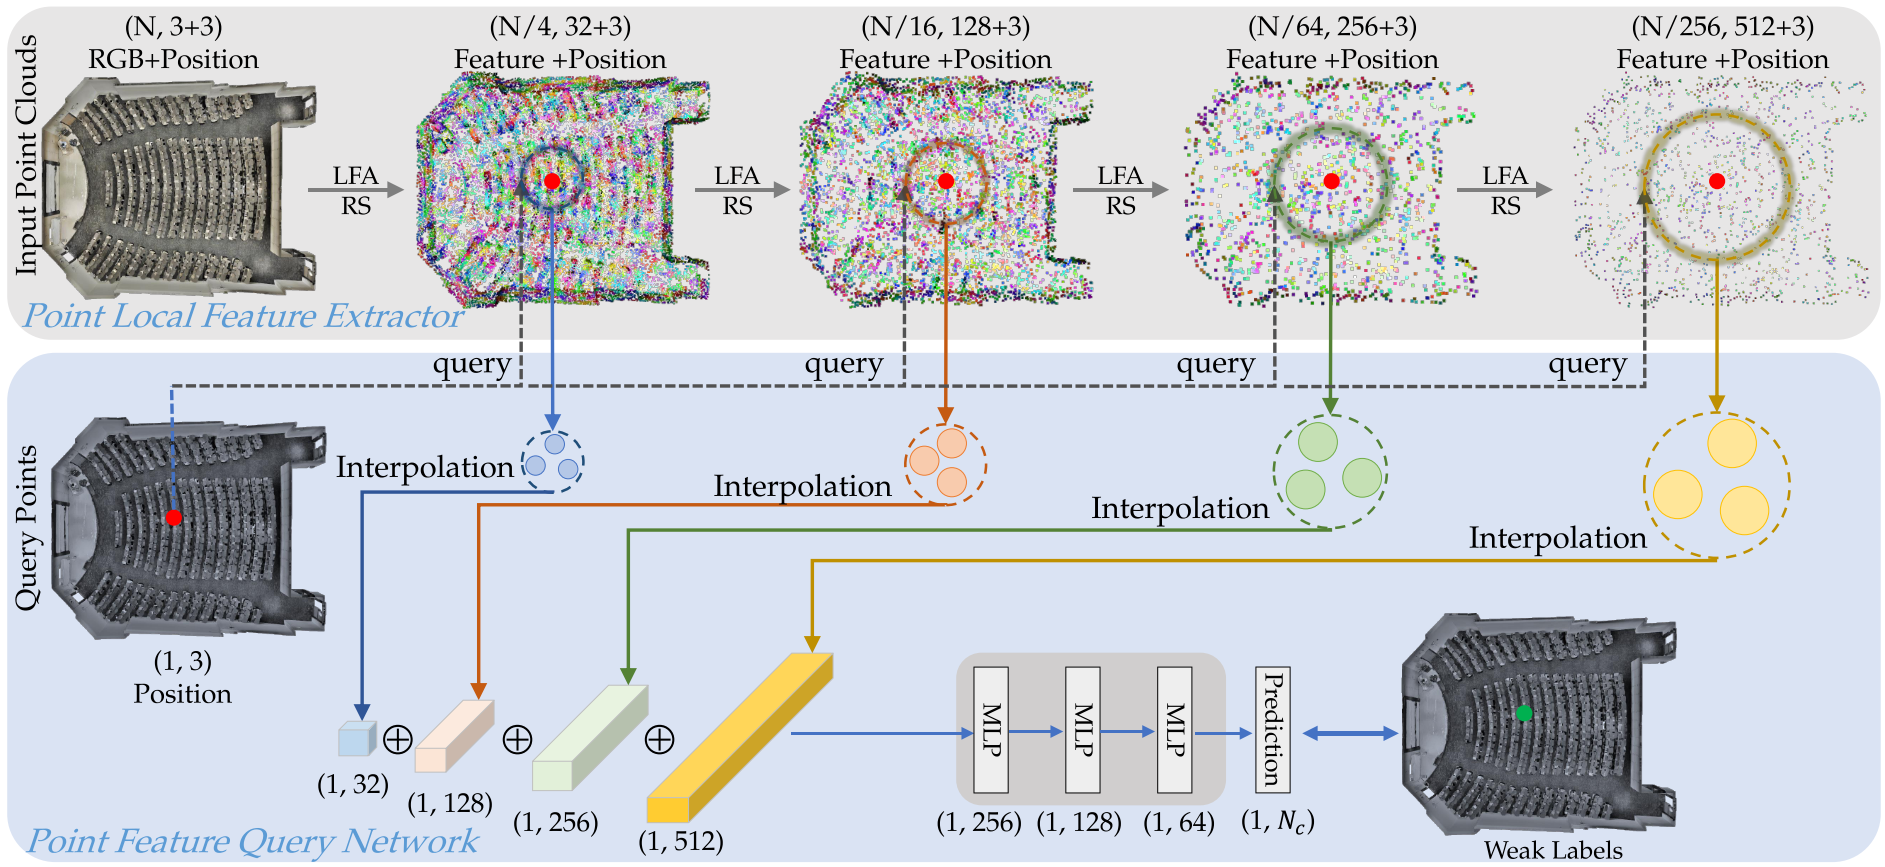 (N, 3+3)
RGB+Position
(N/4, 32+3)
Feature +Position
(N/16, 128+3)
Feature +Position
(N/64, 256+3)
Feature +Position
(N/256, 512+3)
Feature +Position
Input Point Clouds
LFA
RS
LFA
RS
LFA
RS
LFA
RS
Point Local Feature Extractor
query
query
query
query
Query Points
Interpolation
Interpolation
Interpolation
Interpolation
(1, 3)
Position
⊕
⊕
⊕
(1, 32)
(1, 128)
(1, 256)
(1, 512)
MLP
MLP
MLP
Prediction
(1, 256)
(1, 128)
(1, 64)
(1, N_c)
Weak Labels
Point Feature Query Network